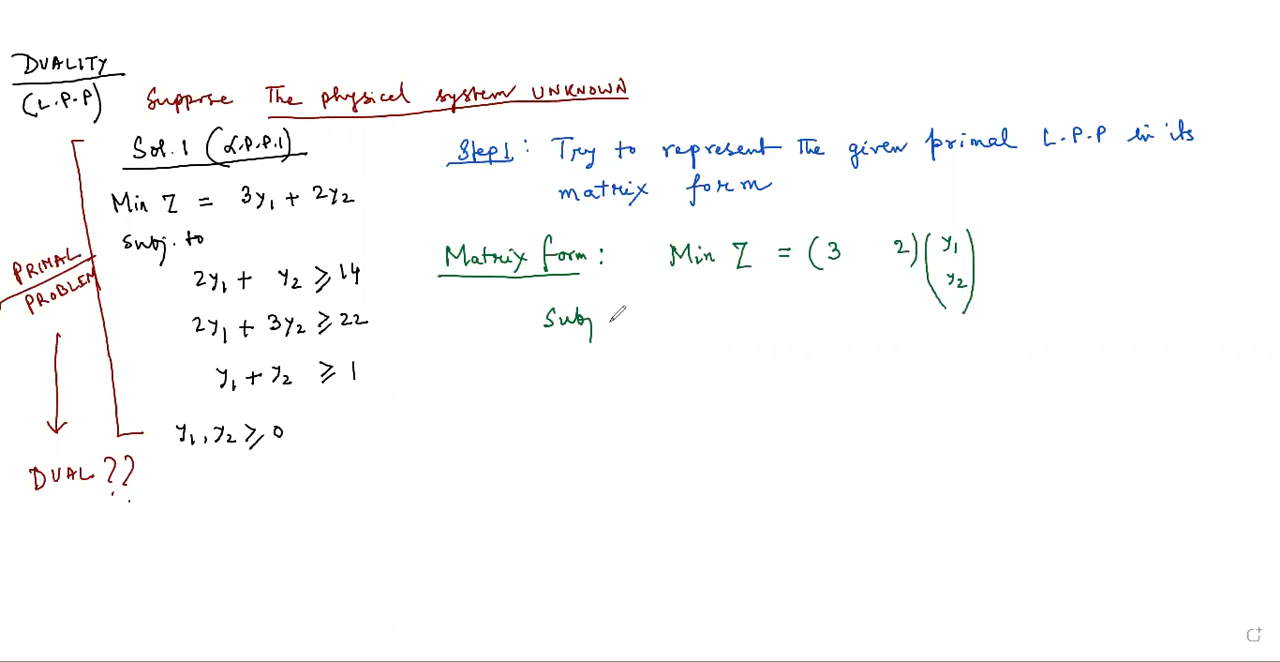 DUALITY
(L.P.P) Suppose The physical system UNKNOWN
Sol.1 (L.P.P.1)
Min Z = 3y₁ + 2y₂
Subj. to
2y₁ + y₂ ≥ 14
2y₁ + 3y₂ ≥ 22
y₁ + y₂ ≥ 1
y₁, y₂ ≥ 0
PRIMAL
PROBLEM
DUAL ??
Step1: Try to represent the given primal L.P.P in its
matrix form
Matrix form: Min Z = (3 2) (y₁
y₂)
Subj